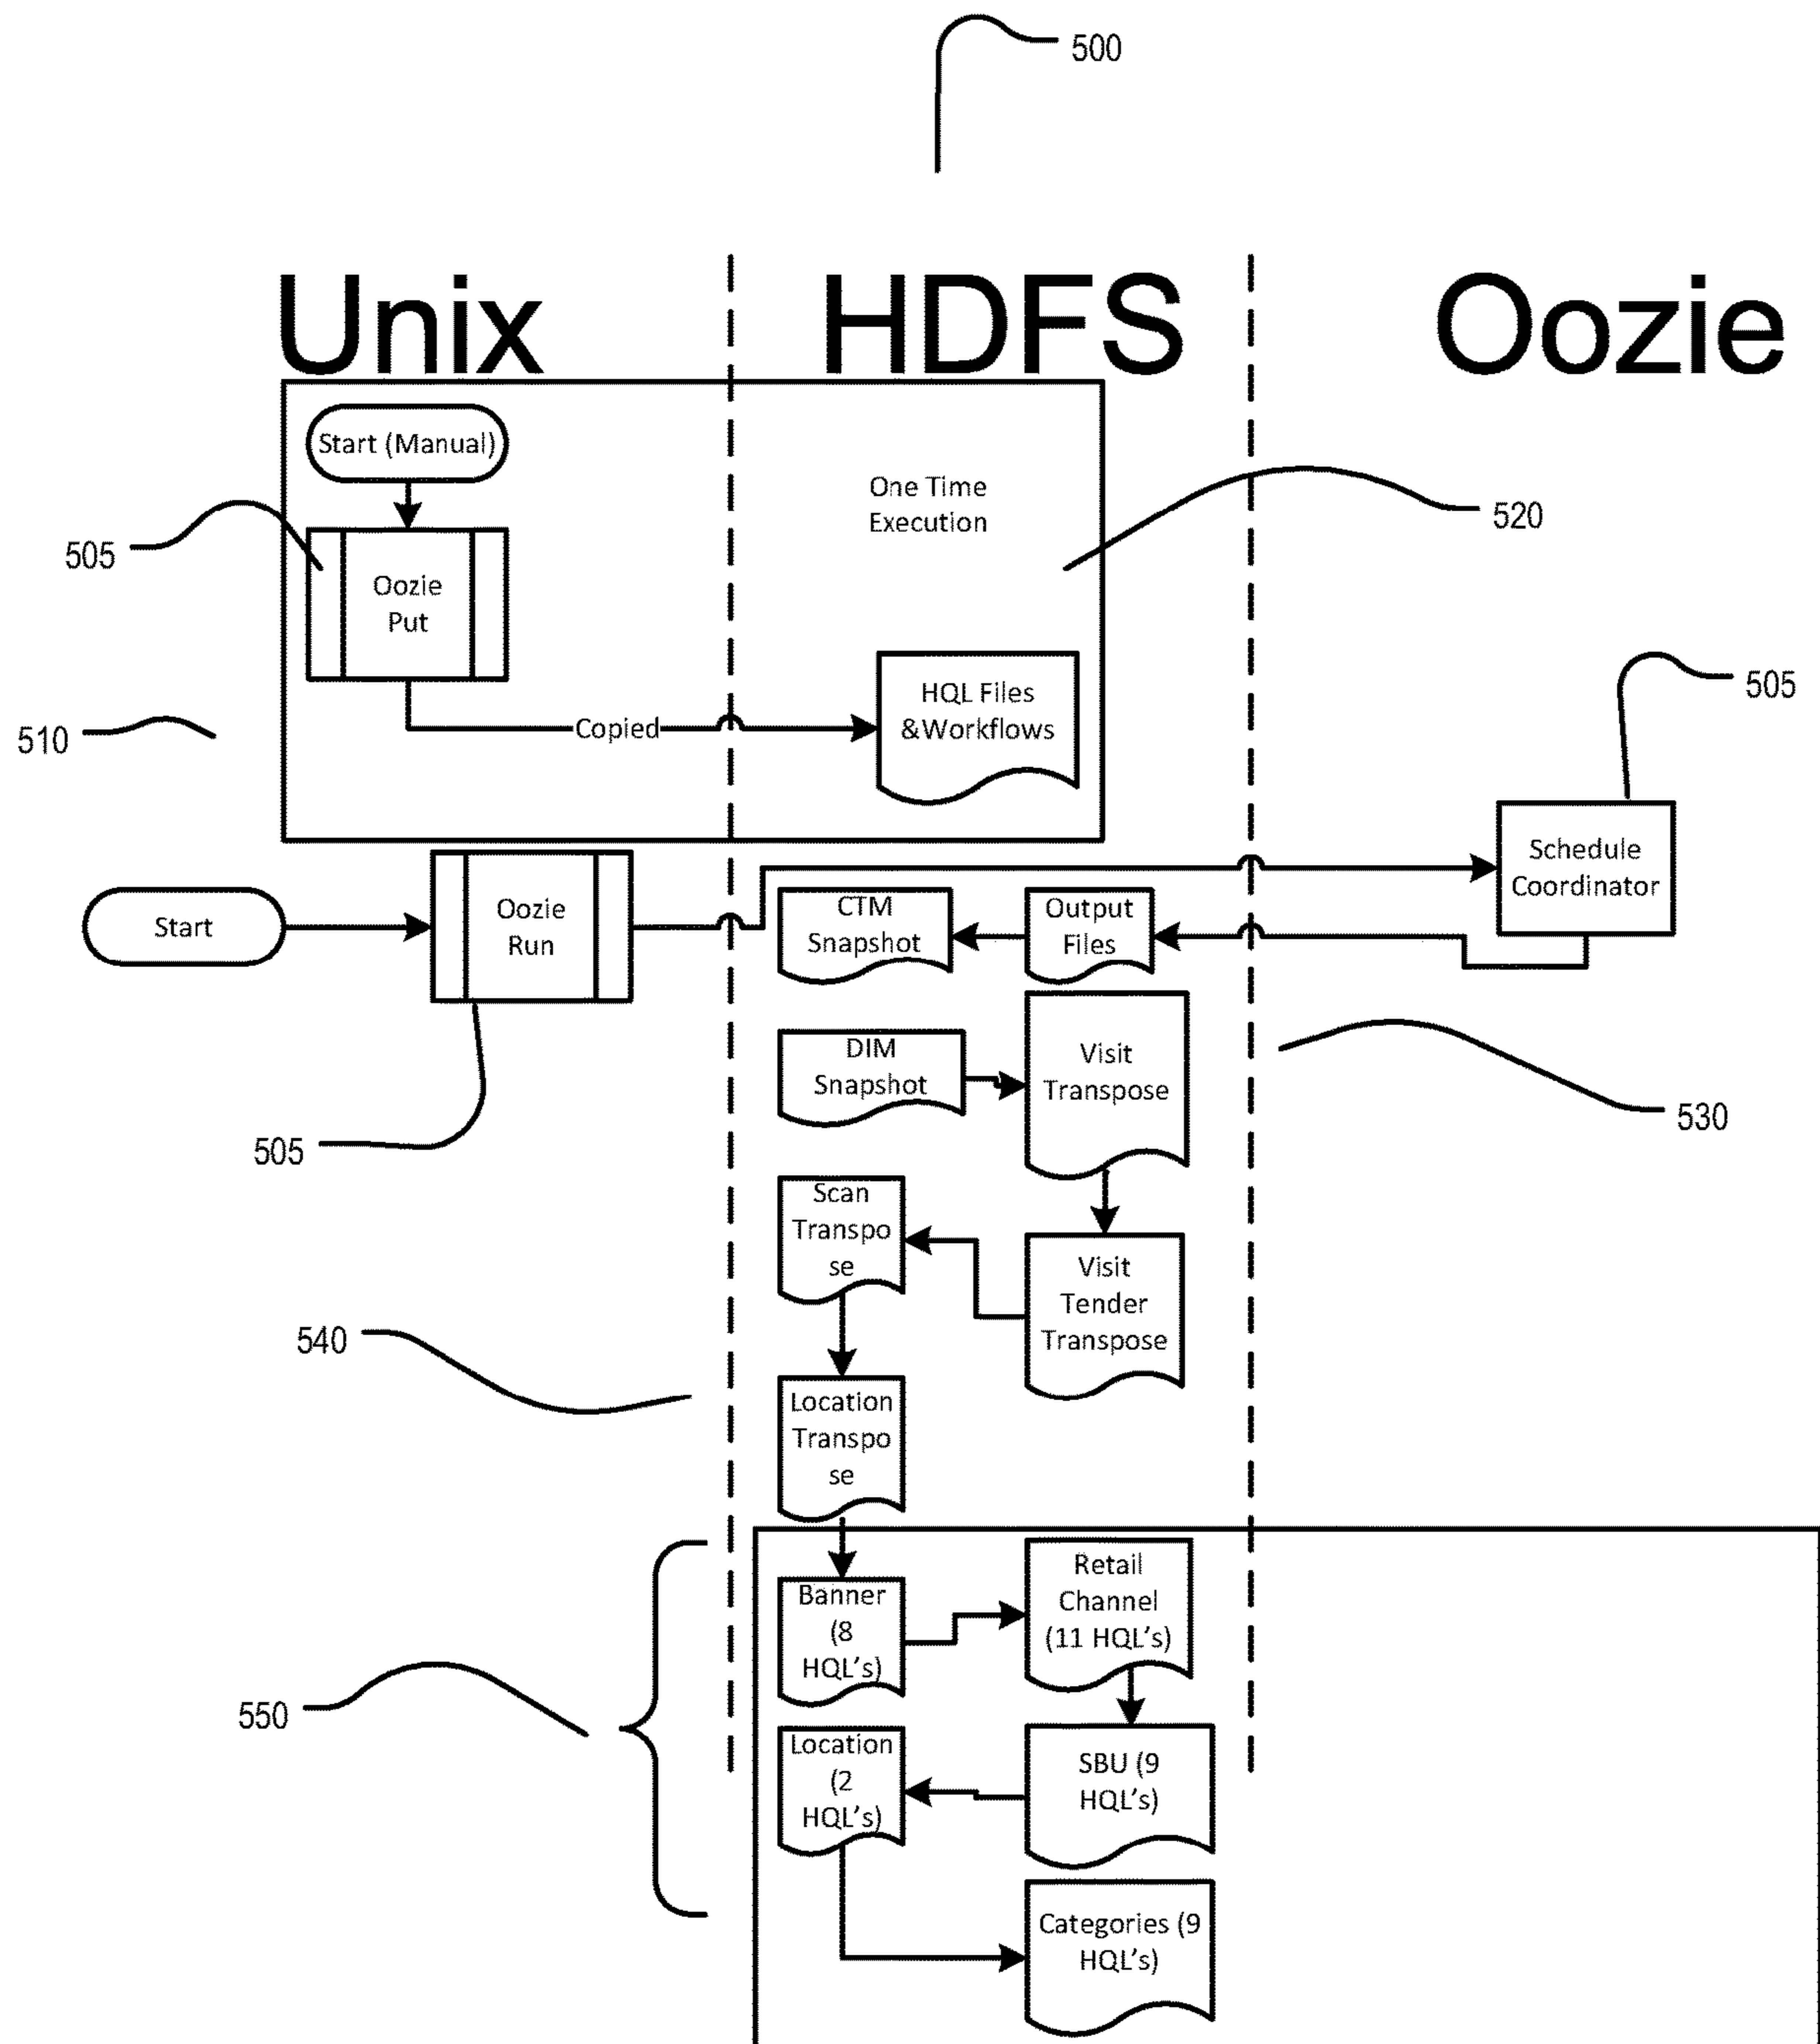 500
Unix
HDFS
Oozie
Start (Manual)
One Time
Execution
520
505
Oozie
Put
HQL Files
&Workflows
505
510
Copied
Schedule
Coordinator
Start
Oozie
Run
CTM
Snapshot
Output
Files
DIM
Snapshot
Visit
Transpose
530
505
Scan
Transpo
se
Visit
Tender
Transpose
540
Location
Transpo
se
Banner
(8
HQL's)
Retail
Channel
(11 HQL's)
550
Location
(2
HQL's)
SBU (9
HQL's)
Categories (9
HQL's)